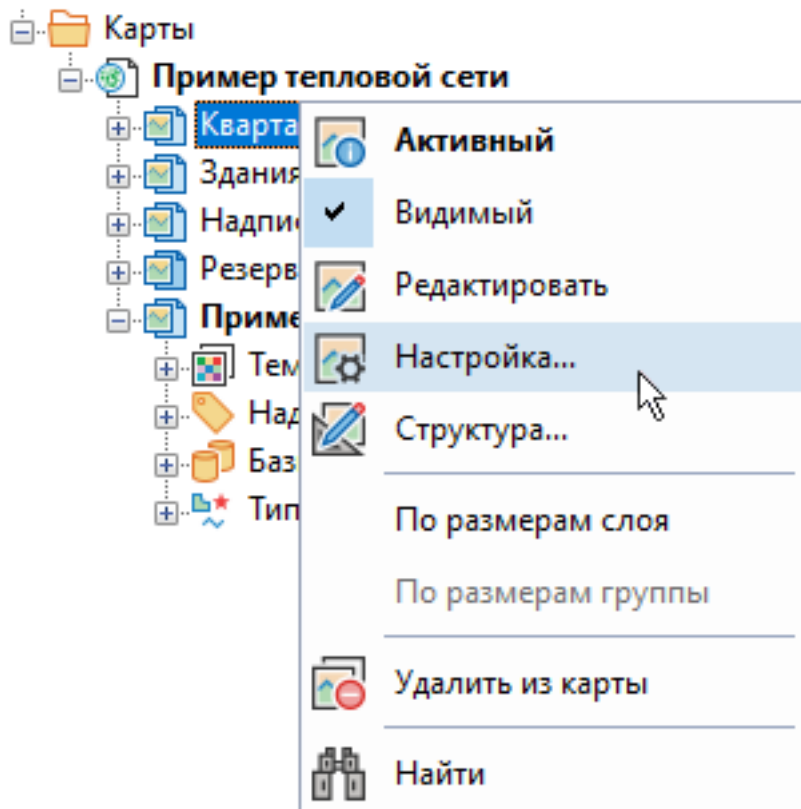 Карты
Пример тепловой сети
Кварта
Здания
Надпи
Резерв
Приме
Тем
Над
Баз
Тип
Активный
Видимый
Редактировать
Настройка...
Структура...
По размерам слоя
По размерам группы
Удалить из карты
Найти